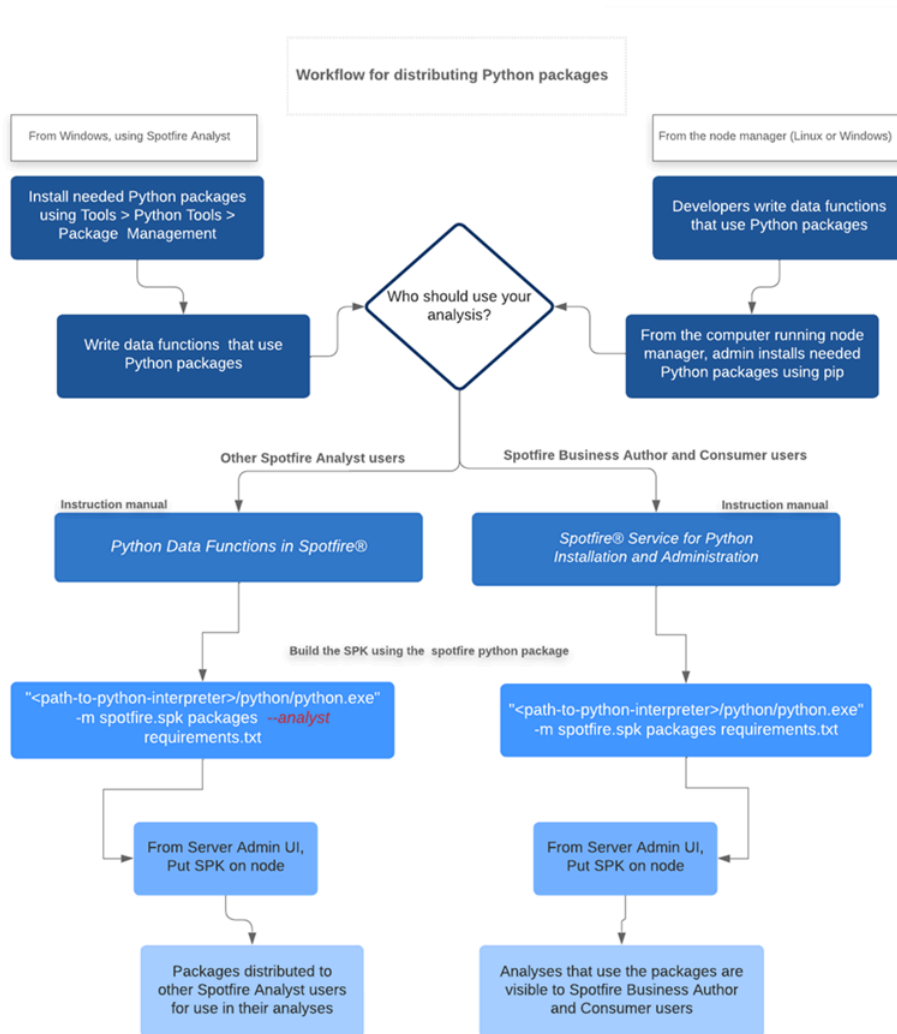 Workflow for distributing Python packages
From Windows, using Spotfire Analyst
From the node manager (Linux or Windows)
Install needed Python packages
using Tools > Python Tools >
Package Management
Developers write data functions
that use Python packages
Who should use your
analysis?
Write data functions that use
Python packages
From the computer running node
manager, admin installs needed
Python packages using pip
Other Spotfire Analyst users
Spotfire Business Author and Consumer users
Instruction manual
Instruction manual
Python Data Functions in Spotfire®
Spotfire® Service for Python
Installation and Administration
Build the SPK using the spotfire python package
"<path-to-python-interpreter>/python/python.exe"
-m spotfire.spk packages --analyst
requirements.txt
"<path-to-python-interpreter>/python/python.exe"
-m spotfire.spk packages requirements.txt
From Server Admin UI,
Put SPK on node
From Server Admin UI,
Put SPK on node
Packages distributed to
other Spotfire Analyst users
for use in their analyses
Analyses that use the packages are
visible to Spotfire Business Author
and Consumer users